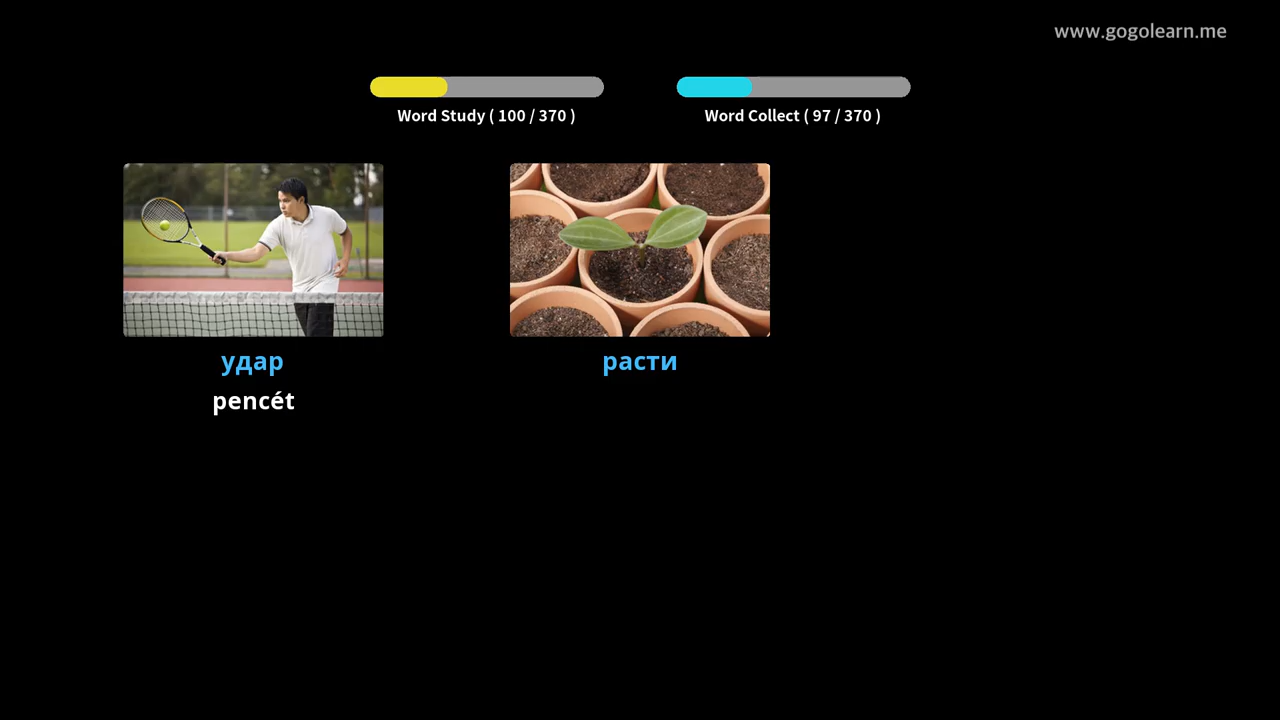 www.gogolearn.me
Word Study ( 100 / 370 )
Word Collect ( 97 / 370 )
удар
pencét
расти